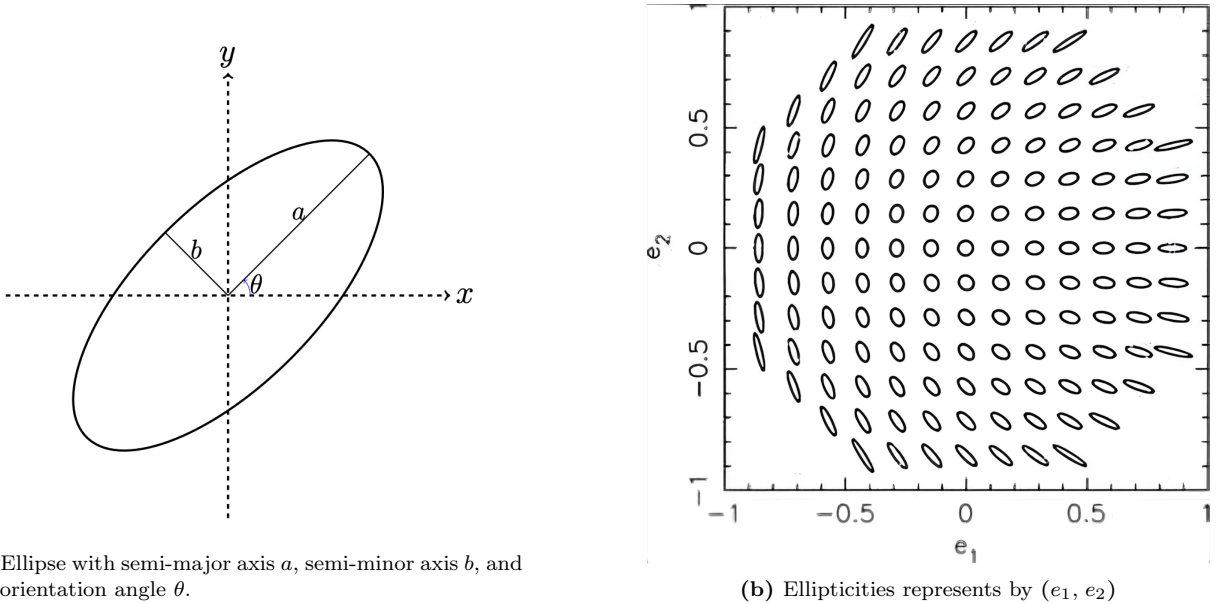 y
a
b
θ
x
Ellipse with semi-major axis a, semi-minor axis b, and
orientation angle θ.
1
0.5
0
−0.5
−1
e₂
−1
−0.5
0
0.5
1
e₁
(b) Ellipticities represents by (e₁, e₂)